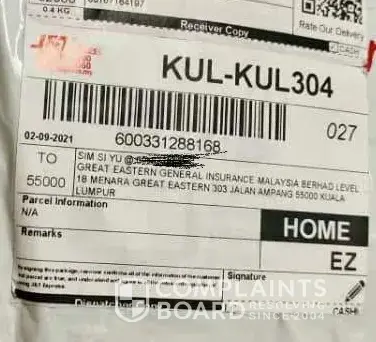 0.4 KG
Receiver Copy
Rate Our Delivery
KUL-KUL304
027
02-09-2021
600331288168
TO
55000
SIM SI YU @
GREAT EASTERN GENERAL INSURANCE MALAYSIA BERHAD LEVEL
18 MENARA GREAT EASTERN 303 JALAN AMPANG 55000 KUALA
LUMPUR
Parcel Information
N/A
HOME
Remarks
EZ
Signature
COMPLAINTS
BOARD
RESOLVING
SINCE 2004